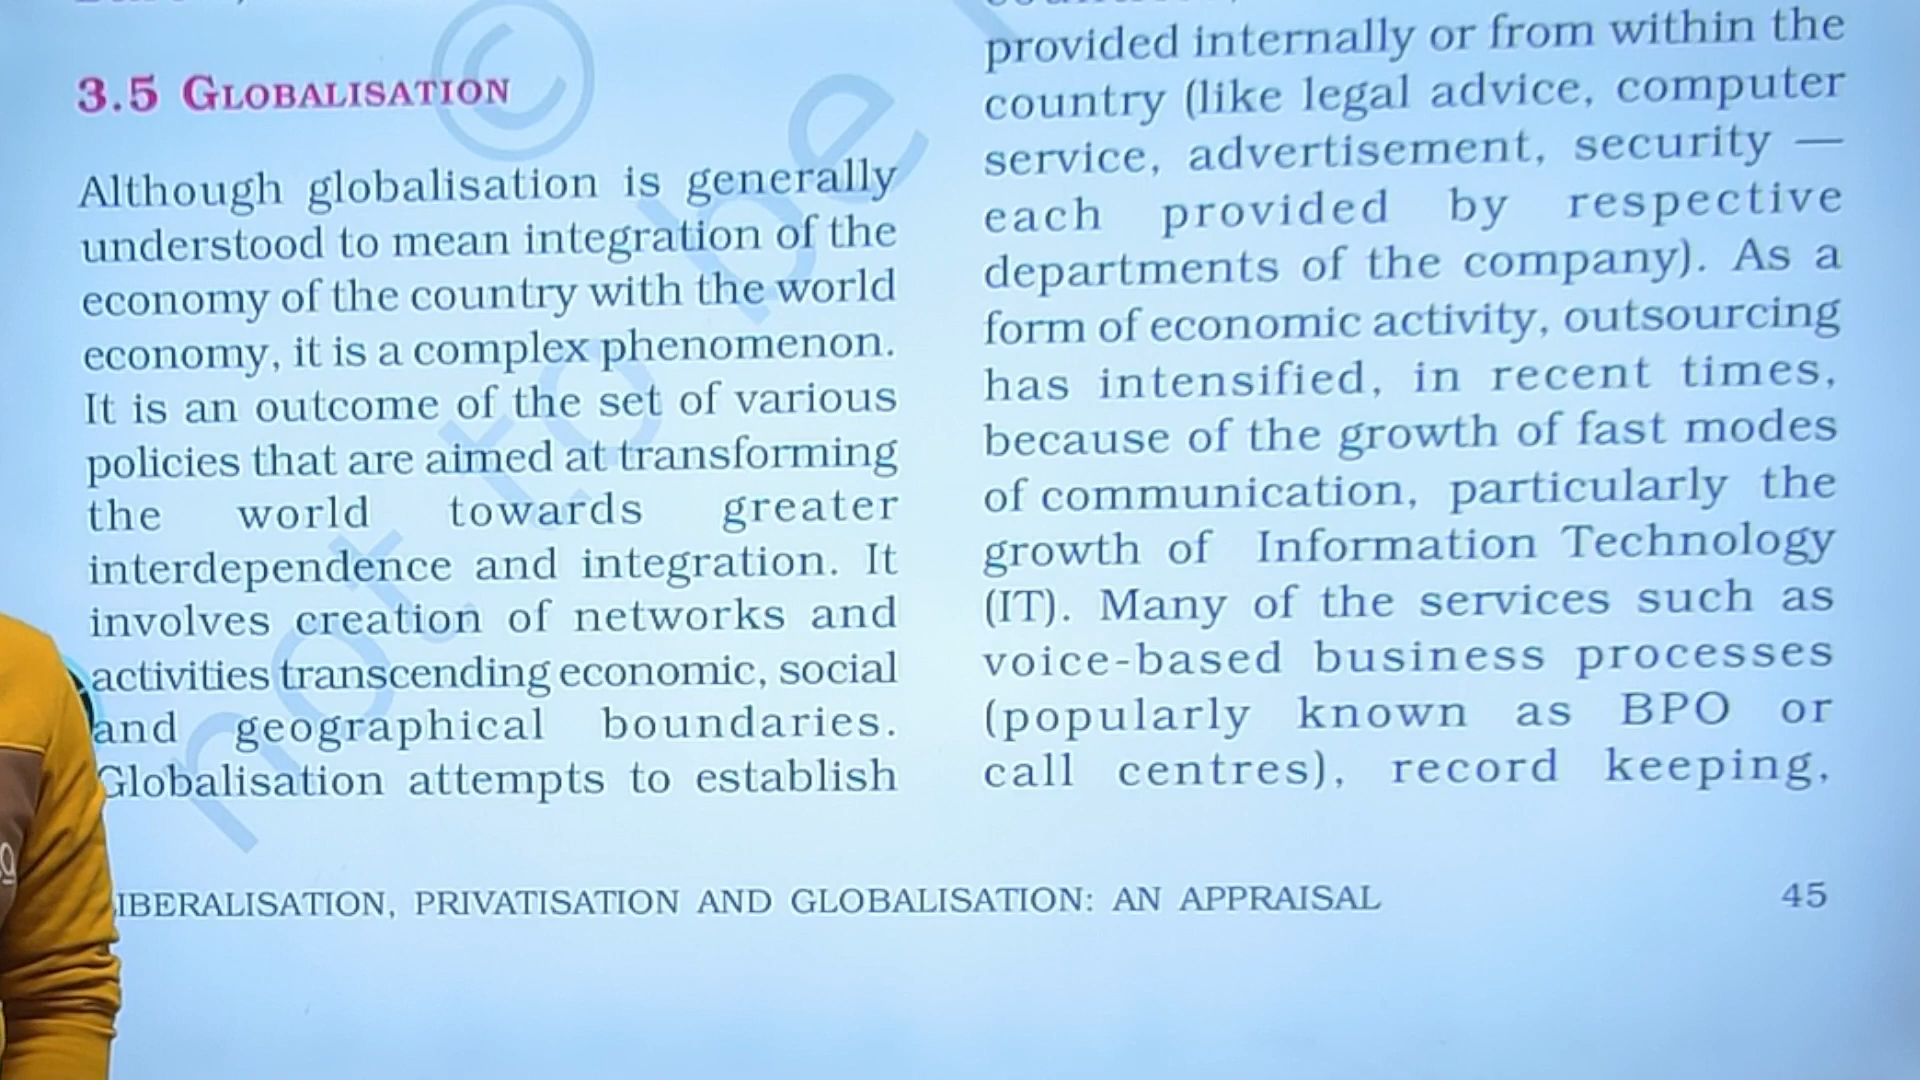 3.5 GLOBALISATION
Although globalisation is generally
understood to mean integration of the
economy of the country with the world
economy, it is a complex phenomenon.
It is an outcome of the set of various
policies that are aimed at transforming
the world towards greater
interdependence and integration. It
involves creation of networks and
activities transcending economic, social
and geographical boundaries.
Globalisation attempts to establish
provided internally or from within the
country (like legal advice, computer
service, advertisement, security —
each provided by respective
departments of the company). As a
form of economic activity, outsourcing
has intensified, in recent times,
because of the growth of fast modes
of communication, particularly the
growth of Information Technology
(IT). Many of the services such as
voice-based business processes
(popularly known as BPO or
call centres), record keeping,
IBERALISATION, PRIVATISATION AND GLOBALISATION: AN APPRAISAL
45
©
not to be